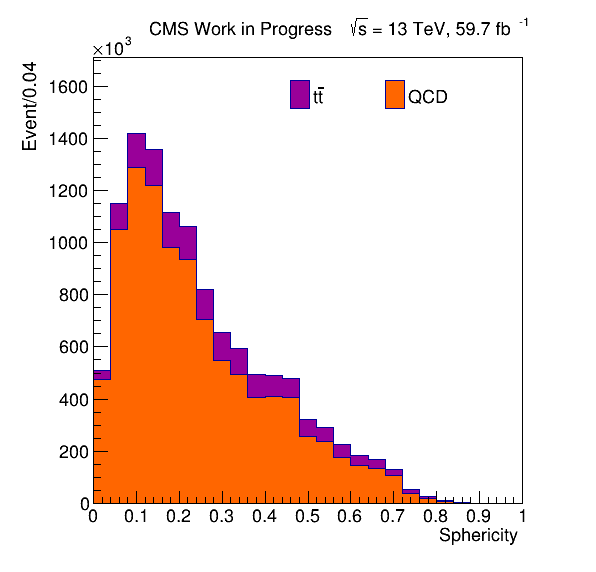 CMS Work in Progress √s = 13 TeV, 59.7 fb⁻¹
×10³
Event/0.04
tt̄
QCD
1600
1400
1200
1000
800
600
400
200
0
0 0.1 0.2 0.3 0.4 0.5 0.6 0.7 0.8 0.9 1
Sphericity